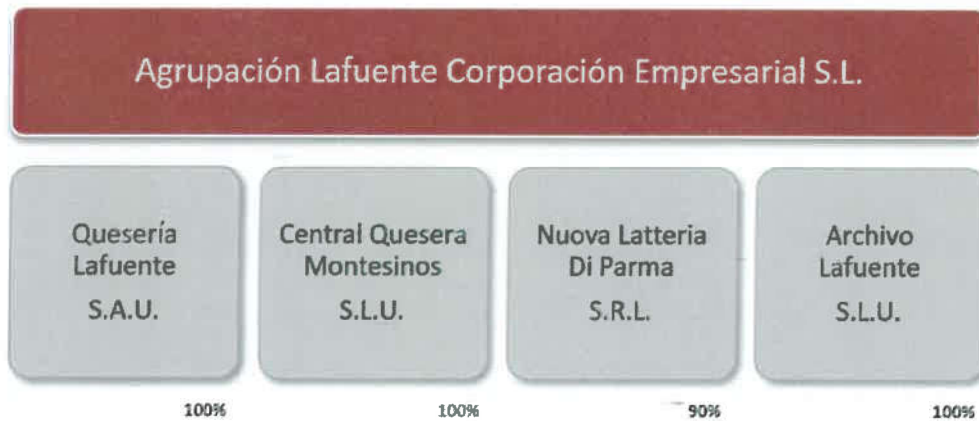 Agrupación Lafuente Corporación Empresarial S.L.
Quesería
Lafuente
S.A.U.
Central Quesera
Montesinos
S.L.U.
Nuova Latteria
Di Parma
S.R.L.
Archivo
Lafuente
S.L.U.
100%
100%
90%
100%